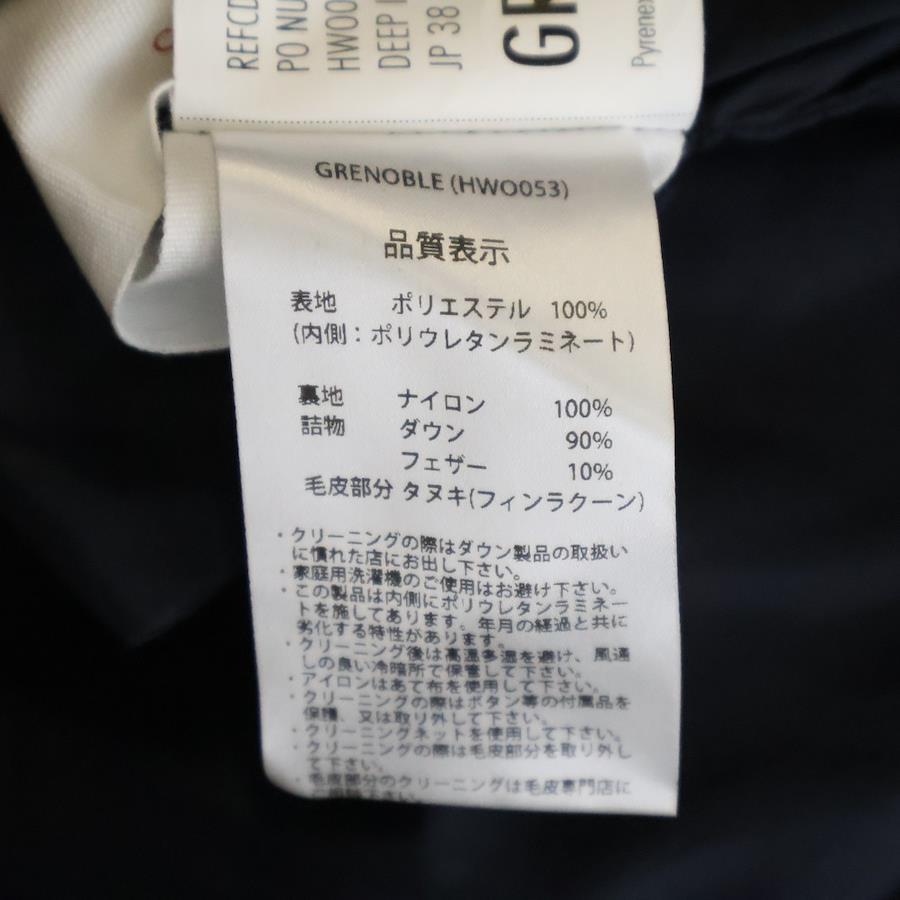 REFCD
PO NU
HWO0
DEEP
JP 38
GR
Pyrene
GRENOBLE (HWO053)
品質表示
表地 ポリエステル 100%
(内側：ポリウレタンラミネート)
裏地 ナイロン 100%
詰物 ダウン 90%
フェザー 10%
毛皮部分 タヌキ(フィンラクーン)
・クリーニングの際はダウン製品の取扱い
に慣れた店にお出し下さい。
・家庭用洗濯機のご使用はお避け下さい。
・この製品は内側にポリウレタンラミネー
トを施してあります。年月の経過と共に
劣化する特性があります。
・クリーニング後は高温多湿を避け、風通
しの良い冷暗所で保管して下さい。
・アイロンはあて布を使用して下さい。
・クリーニングの際はボタン等の付属品を
保護、又は取り外して下さい。
・クリーニングネットを使用して下さい。
・クリーニングの際は毛皮部分を取り外し
て下さい。
・毛皮部分のクリーニングは毛皮専門店に
ご相談下さい。